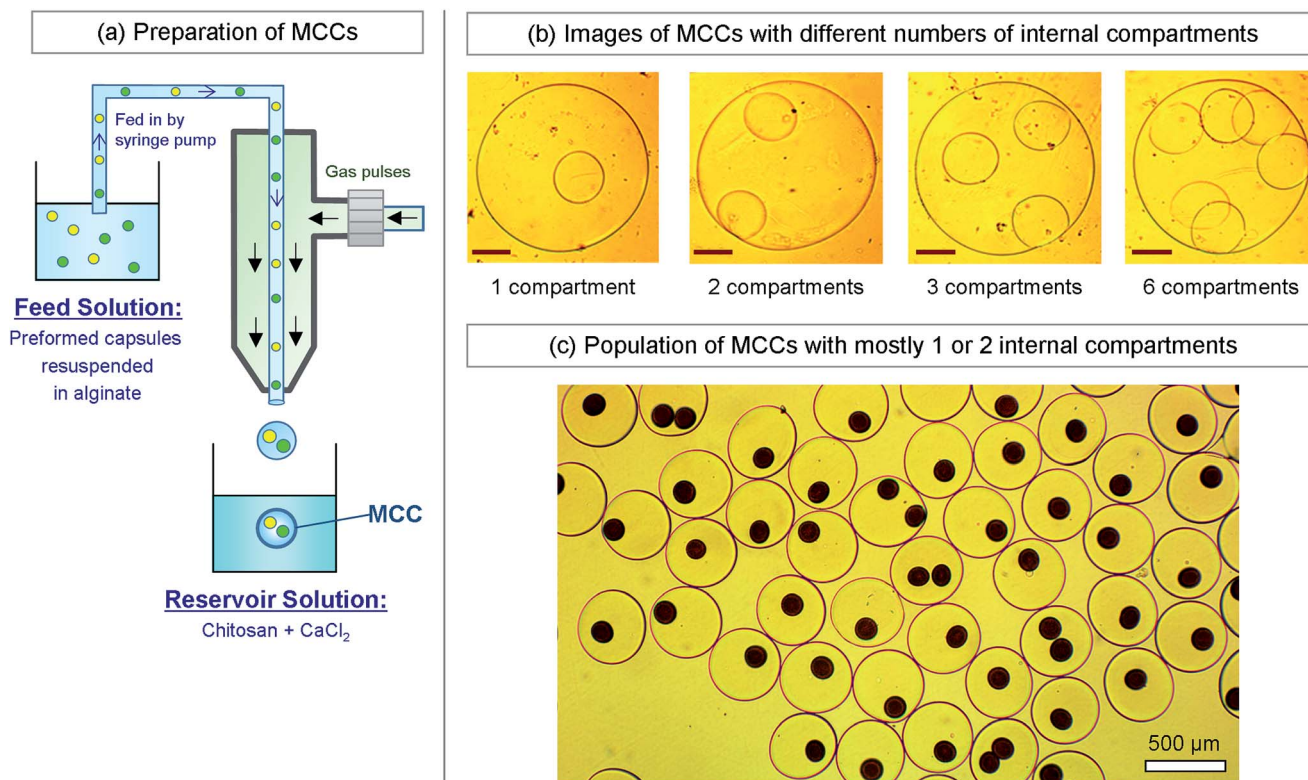 (a) Preparation of MCCs
Fed in by
syringe pump
Gas pulses
Feed Solution:
Preformed capsules
resuspended
in alginate
MCC
Reservoir Solution:
Chitosan + CaCl₂
(b) Images of MCCs with different numbers of internal compartments
1 compartment
2 compartments
3 compartments
6 compartments
(c) Population of MCCs with mostly 1 or 2 internal compartments
500 µm